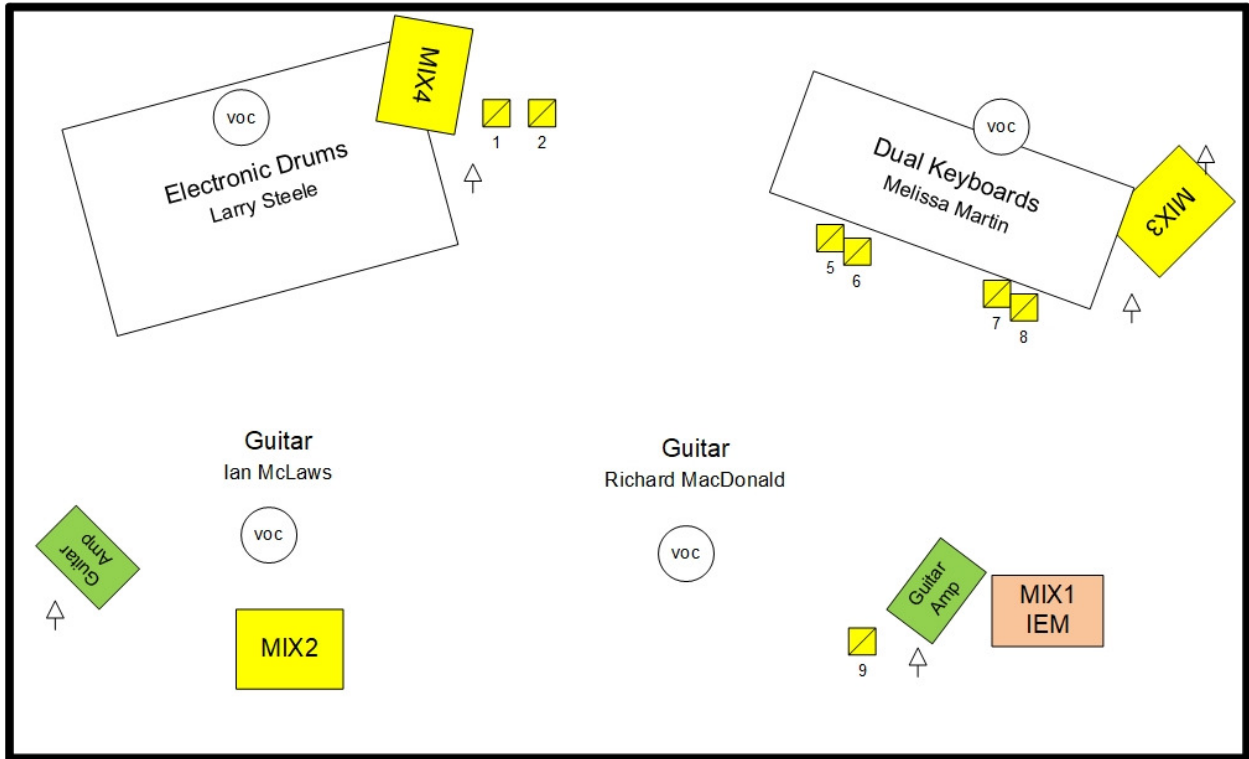 MIX4
voc
1 2
Electronic Drums
Larry Steele
voc
Dual Keyboards
Melissa Martin
MIX3
5 6
7 8
Guitar
Ian McLaws
voc
Guitar
Amp
MIX2
Guitar
Richard MacDonald
voc
Guitar
Amp
9
MIX1
IEM